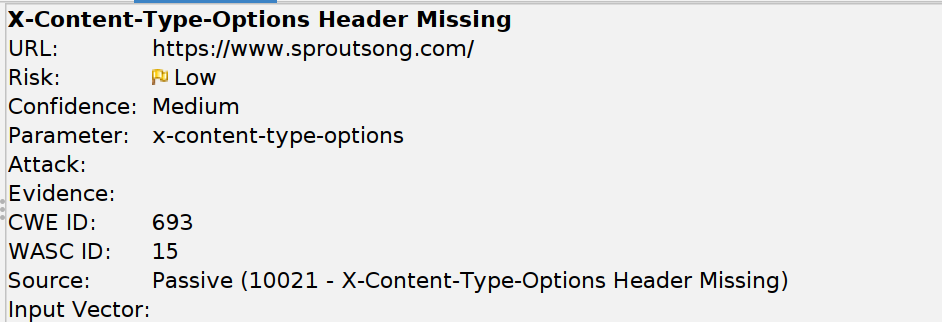 X-Content-Type-Options Header Missing
URL: https://www.sproutsong.com/
Risk: Low
Confidence: Medium
Parameter: x-content-type-options
Attack:
Evidence:
CWE ID: 693
WASC ID: 15
Source: Passive (10021 - X-Content-Type-Options Header Missing)
Input Vector: